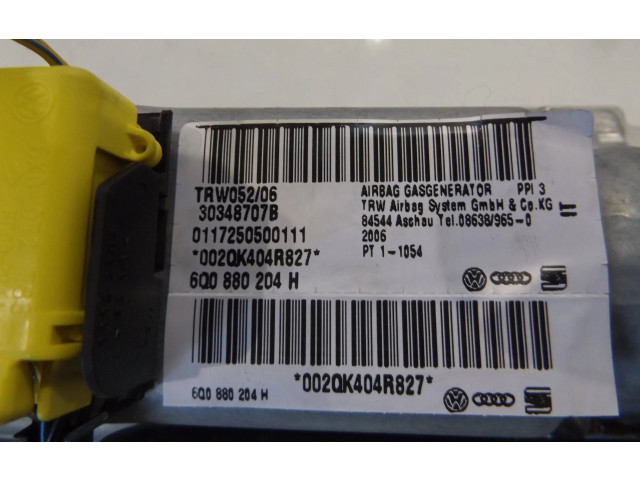 TRW052/06
30348707B
0117250500111
*002QK404R827*
6Q0 880 204 H
AIRBAG GASGENERATOR PPI 3
TRW Airbag System GmbH & Co.KG
84544 Aschau Tel.08638/965-0
2006
PT 1-1054
6Q0 880 204 H
*002QK404R827*